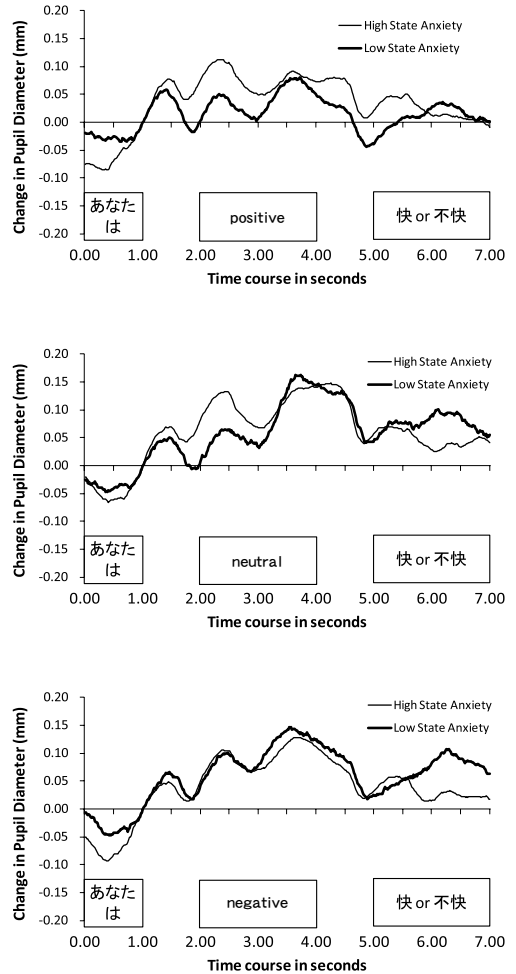 Change in Pupil Diameter (mm)
0.20
0.15
0.10
0.05
0.00
-0.05
-0.10
-0.15
-0.20
High State Anxiety
Low State Anxiety
あなた
は
positive
快 or 不快
0.00 1.00 2.00 3.00 4.00 5.00 6.00 7.00
Time course in seconds
Change in Pupil Diameter (mm)
0.20
0.15
0.10
0.05
0.00
-0.05
-0.10
-0.15
-0.20
High State Anxiety
Low State Anxiety
あなた
は
neutral
快 or 不快
0.00 1.00 2.00 3.00 4.00 5.00 6.00 7.00
Time course in seconds
Change in Pupil Diameter (mm)
0.20
0.15
0.10
0.05
0.00
-0.05
-0.10
-0.15
-0.20
High State Anxiety
Low State Anxiety
あなた
は
negative
快 or 不快
0.00 1.00 2.00 3.00 4.00 5.00 6.00 7.00
Time course in seconds